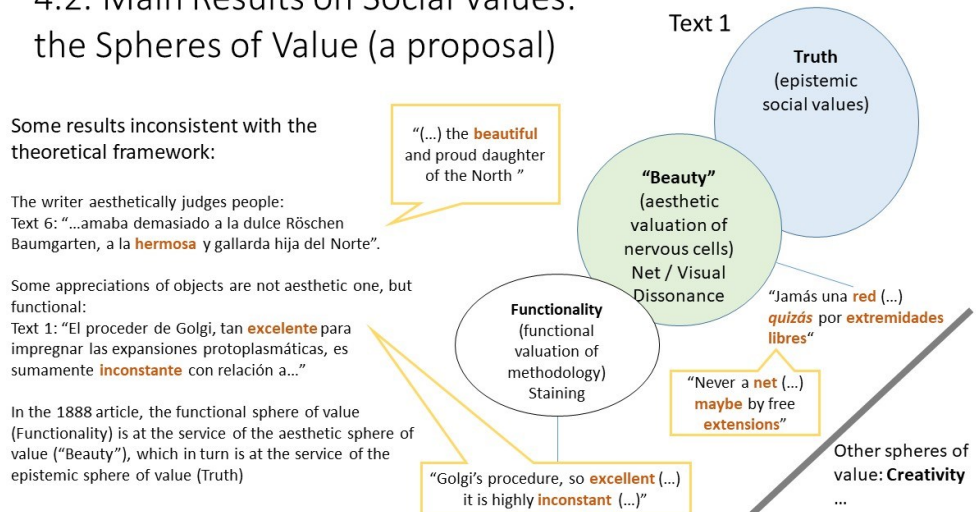 4.2. Main Results on Social Values:
the Spheres of Value (a proposal)
Some results inconsistent with the
theoretical framework:
The writer aesthetically judges people:
Text 6: “…amaba demasiado a la dulce Röschen
Baumgarten, a la hermosa y gallarda hija del Norte”.
Some appreciations of objects are not aesthetic one, but
functional:
Text 1: “El proceder de Golgi, tan excelente para
impregnar las expansiones protoplasmáticas, es
sumamente inconstante con relación a...”
In the 1888 article, the functional sphere of value
(Functionality) is at the service of the aesthetic sphere of
value (“Beauty”), which in turn is at the service of the
epistemic sphere of value (Truth)
“(…) the beautiful
and proud daughter
of the North ”
Text 1
Truth
(epistemic
social values)
“Beauty”
(aesthetic
valuation of
nervous cells)
Net / Visual
Dissonance
Functionality
(functional
valuation of
methodology)
Staining
“Jamás una red (…)
quizás por extremidades
libres“
“Never a net (…)
maybe by free
extensions”
“Golgi’s procedure, so excellent (…)
it is highly inconstant (…)”
Other spheres of
value: Creativity
…